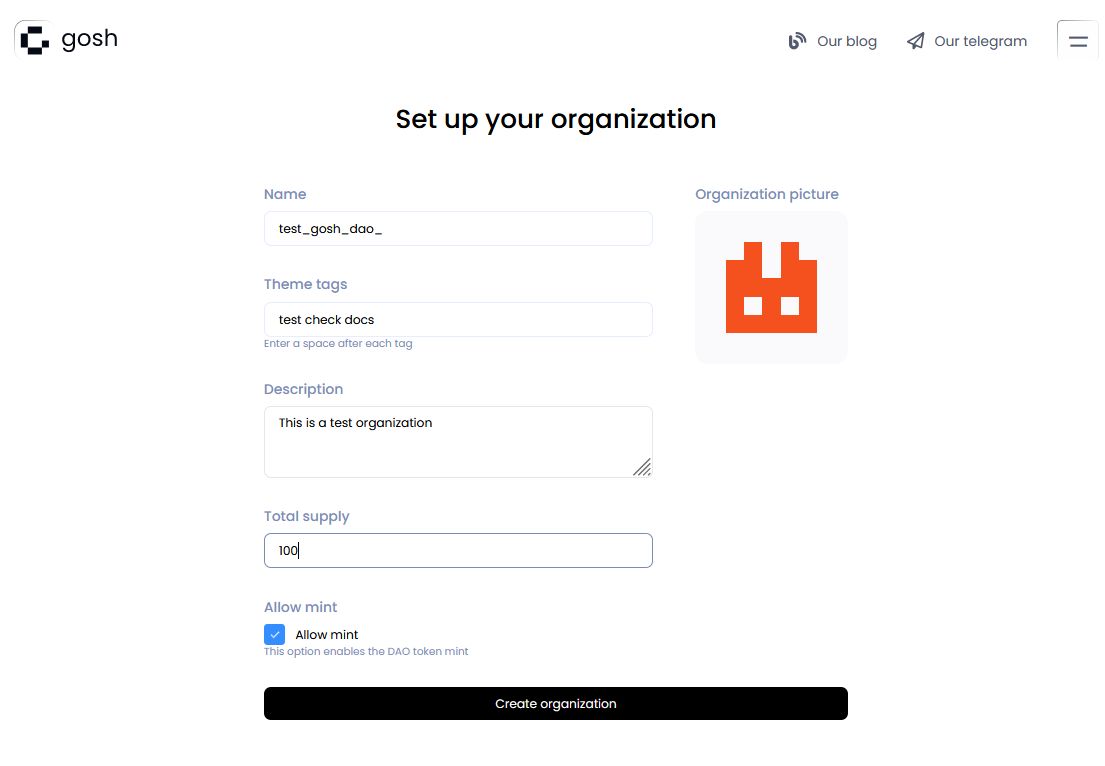 gosh
Our blog
Our telegram
Set up your organization
Name
test_gosh_dao_
Theme tags
test check docs
Enter a space after each tag
Description
This is a test organization
Total supply
100
Allow mint
Allow mint
This option enables the DAO token mint
Create organization
Organization picture